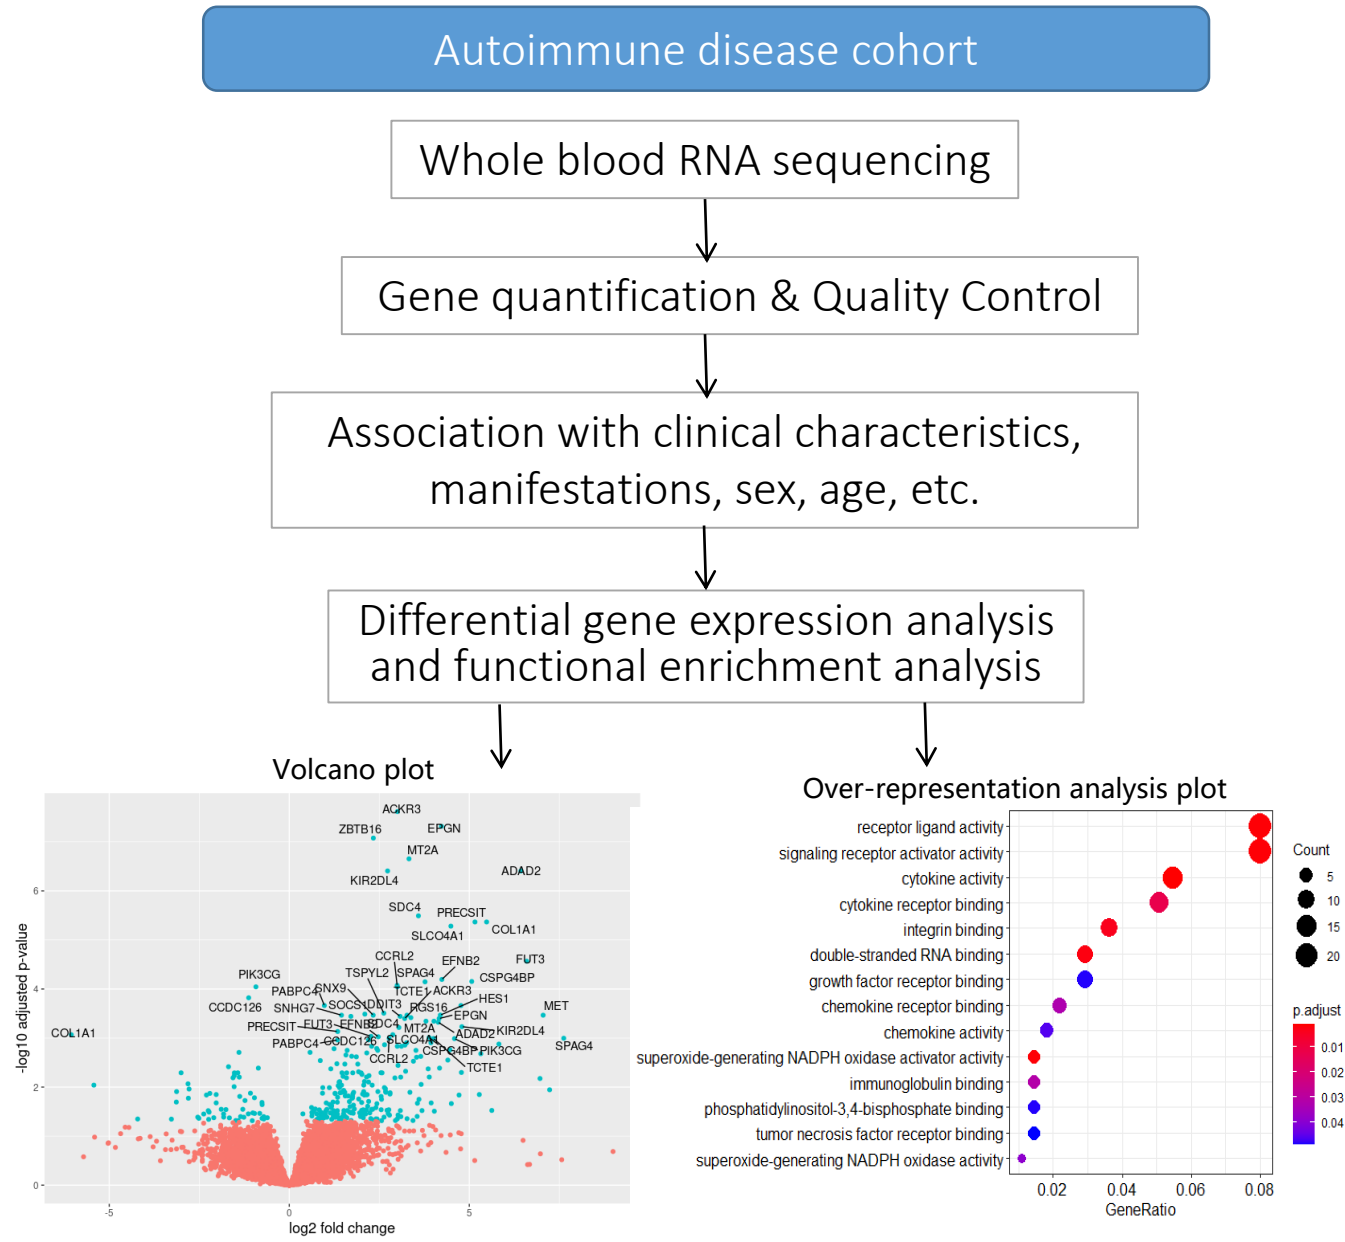 Autoimmune disease cohort
Whole blood RNA sequencing
Gene quantification & Quality Control
Association with clinical characteristics,
manifestations, sex, age, etc.
Differential gene expression analysis
and functional enrichment analysis
Volcano plot
ACKR3
ZBTB16
EPGN
MT2A
KIR2DL4
ADAD2
SDC4
PRECSIT
COL1A1
SLCO4A1
CCRL2
EFNB2
FUT3
TSPYL2
SPAG4
CSPG4BP
PIK3CG
PABPC4
SNX9
TCTE1
ACKR3
HES1
CCDC126
SNHG7
SOCS1
DDIT3
RGS16
MET
COL1A1
PRECSIT
FUT3
EFNB2
SDC4
MT2A
ADAD2
KIR2DL4
PABPC4
CCDC126
SLCO4A1
CSPG4BP
PIK3CG
SPAG4
CCRL2
TCTE1
6
4
2
0
-5
0
5
-log10 adjusted p-value
log2 fold change
Over-representation analysis plot
receptor ligand activity
signaling receptor activator activity
cytokine activity
cytokine receptor binding
integrin binding
double-stranded RNA binding
growth factor receptor binding
chemokine receptor binding
chemokine activity
superoxide-generating NADPH oxidase activator activity
immunoglobulin binding
phosphatidylinositol-3,4-bisphosphate binding
tumor necrosis factor receptor binding
superoxide-generating NADPH oxidase activity
0.02
0.04
0.06
0.08
GeneRatio
Count
5
10
15
20
p.adjust
0.01
0.02
0.03
0.04